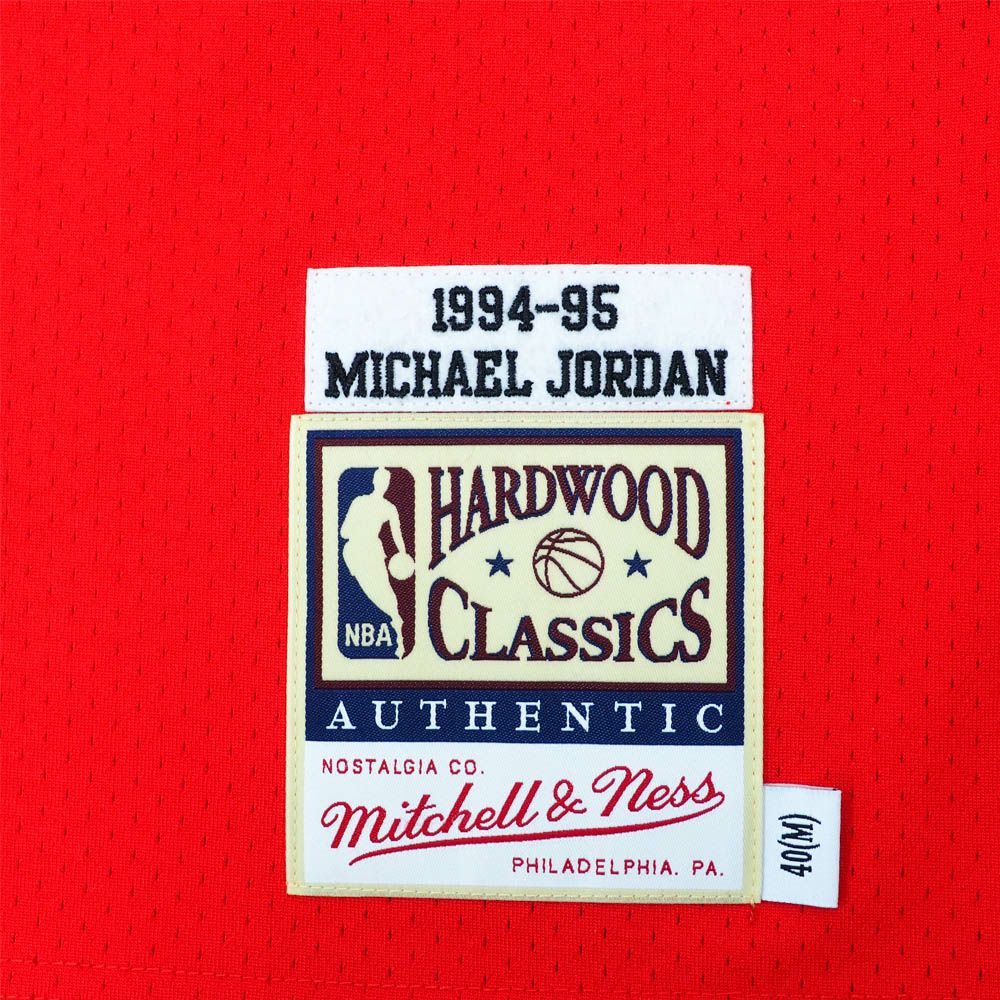 1994-95
MICHAEL JORDAN
HARDWOOD
CLASSICS
NBA
AUTHENTIC
NOSTALGIA CO.
Mitchell & Ness
PHILADELPHIA. PA.
40(M)